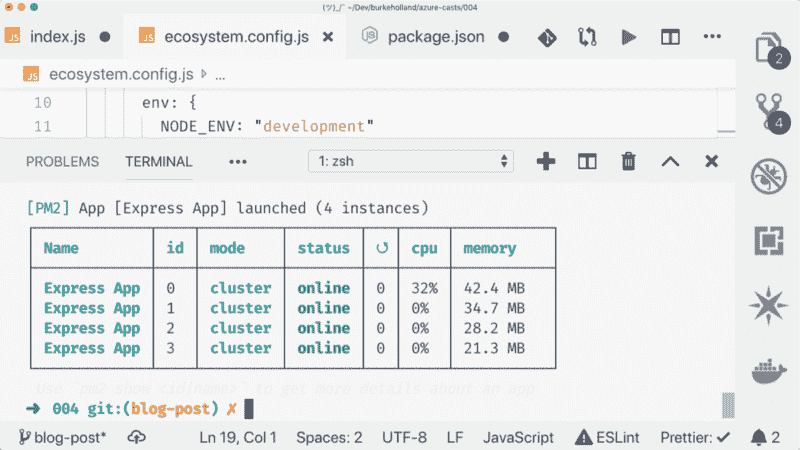 (ツ)_/¯ ~/Dev/burkeholland/azure-casts/004
index.js ecosystem.config.js package.json
ecosystem.config.js ...
10 env: {
11 NODE_ENV: "development"
PROBLEMS TERMINAL 1: zsh
[PM2] App [Express App] launched (4 instances)
Name id mode status ↺ cpu memory
Express App 0 cluster online 0 32% 42.4 MB
Express App 1 cluster online 0 0% 34.7 MB
Express App 2 cluster online 0 0% 28.2 MB
Express App 3 cluster online 0 0% 21.3 MB
Use `pm2 show <id|name>` to get more details about an app
➜ 004 git:(blog-post) ✗
blog-post* Ln 19, Col 1 Spaces: 2 UTF-8 LF JavaScript ESLint Prettier: ✓ 2
2
4